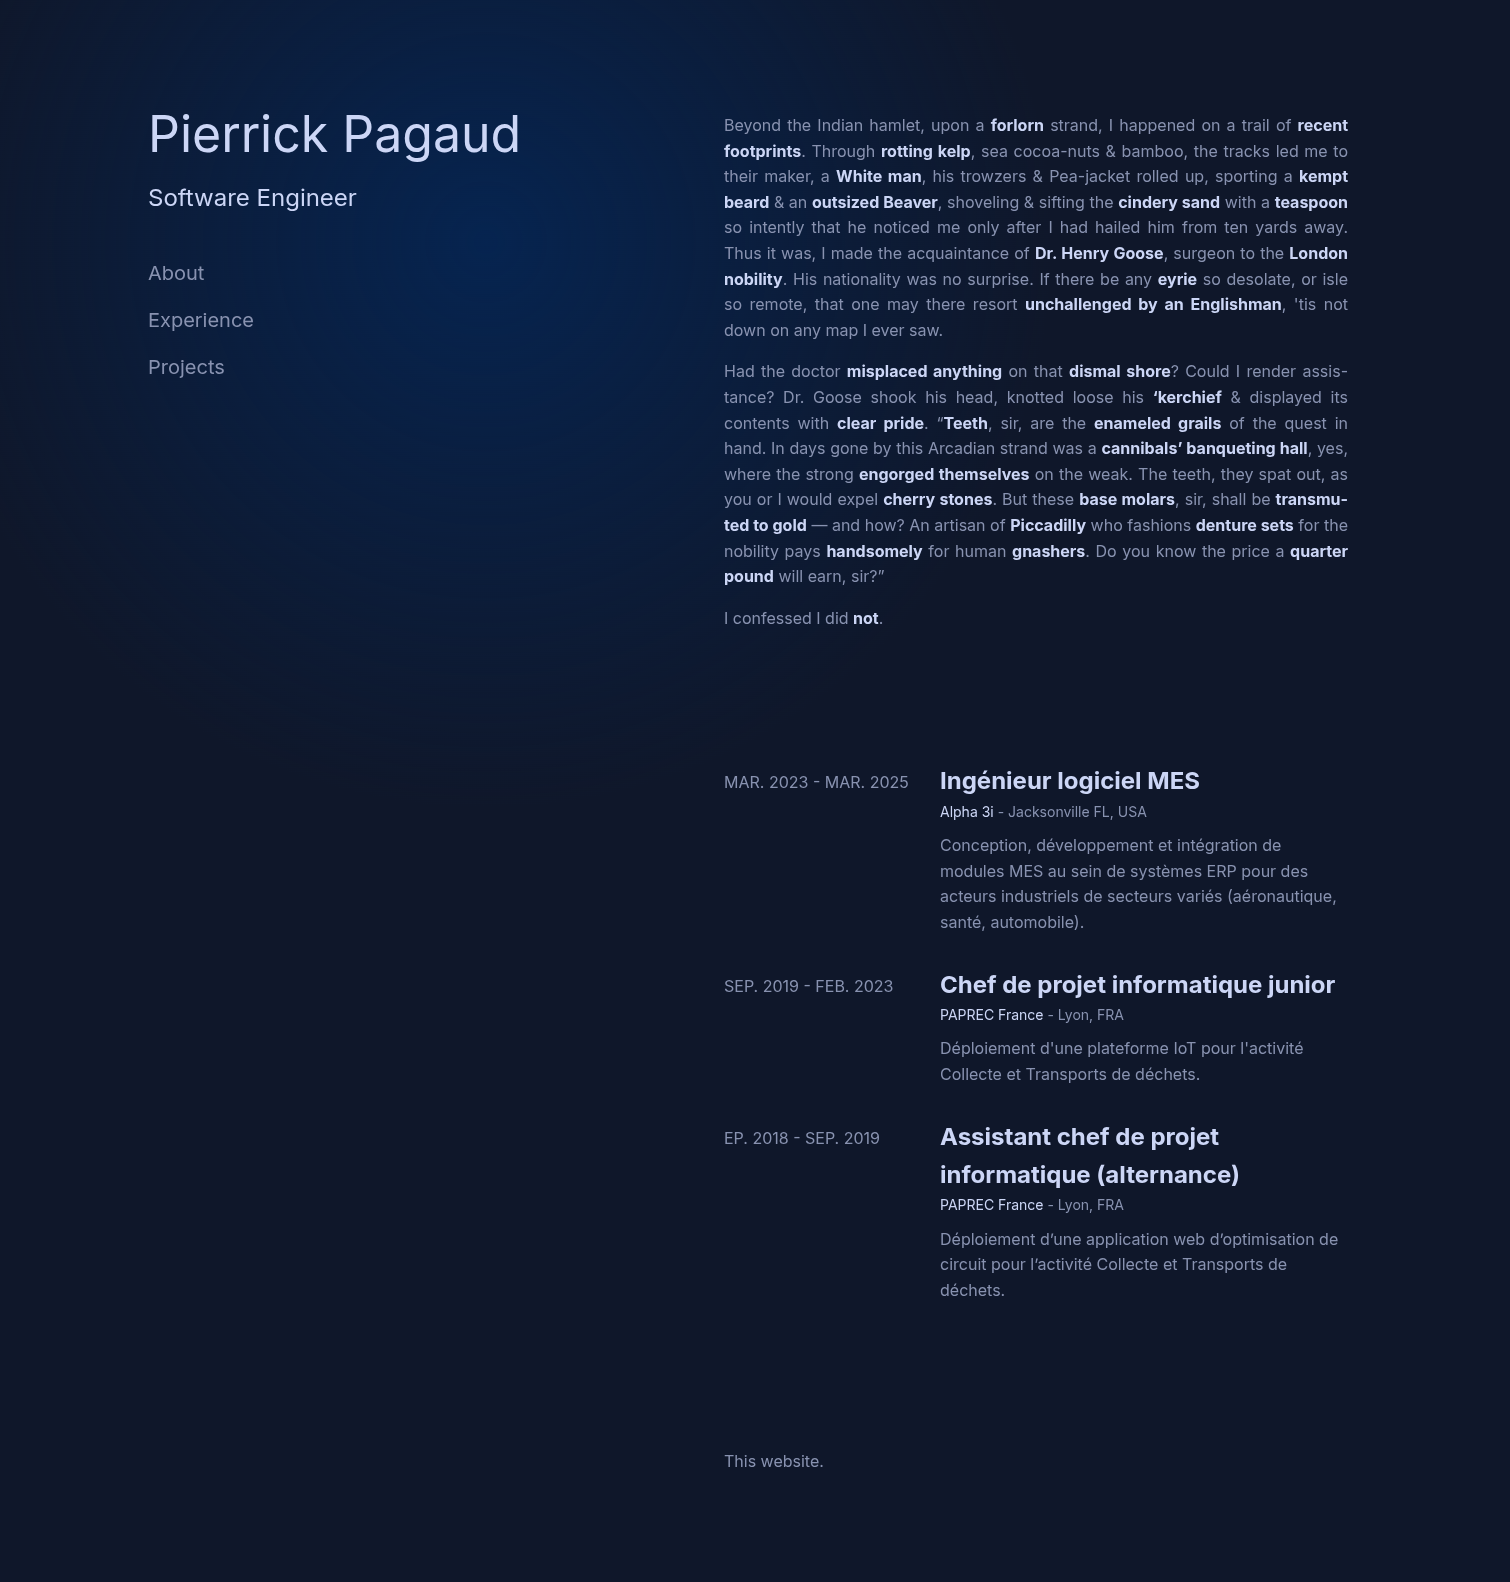 Pierrick Pagaud
Software Engineer
About
Experience
Projects
Beyond the Indian hamlet, upon a forlorn strand, I happened on a trail of recent
footprints. Through rotting kelp, sea cocoa-nuts & bamboo, the tracks led me to
their maker, a White man, his trowzers & Pea-jacket rolled up, sporting a kempt
beard & an outsized Beaver, shoveling & sifting the cindery sand with a teaspoon
so intently that he noticed me only after I had hailed him from ten yards away.
Thus it was, I made the acquaintance of Dr. Henry Goose, surgeon to the London
nobility. His nationality was no surprise. If there be any eyrie so desolate, or isle
so remote, that one may there resort unchallenged by an Englishman, 'tis not
down on any map I ever saw.
Had the doctor misplaced anything on that dismal shore? Could I render assis-
tance? Dr. Goose shook his head, knotted loose his ‘kerchief & displayed its
contents with clear pride. “Teeth, sir, are the enameled grails of the quest in
hand. In days gone by this Arcadian strand was a cannibals’ banqueting hall, yes,
where the strong engorged themselves on the weak. The teeth, they spat out, as
you or I would expel cherry stones. But these base molars, sir, shall be transmu-
ted to gold — and how? An artisan of Piccadilly who fashions denture sets for the
nobility pays handsomely for human gnashers. Do you know the price a quarter
pound will earn, sir?”
I confessed I did not.
MAR. 2023 - MAR. 2025
Ingénieur logiciel MES
Alpha 3i - Jacksonville FL, USA
Conception, développement et intégration de
modules MES au sein de systèmes ERP pour des
acteurs industriels de secteurs variés (aéronautique,
santé, automobile).
SEP. 2019 - FEB. 2023
Chef de projet informatique junior
PAPREC France - Lyon, FRA
Déploiement d'une plateforme IoT pour l'activité
Collecte et Transports de déchets.
EP. 2018 - SEP. 2019
Assistant chef de projet
informatique (alternance)
PAPREC France - Lyon, FRA
Déploiement d’une application web d’optimisation de
circuit pour l’activité Collecte et Transports de
déchets.
This website.